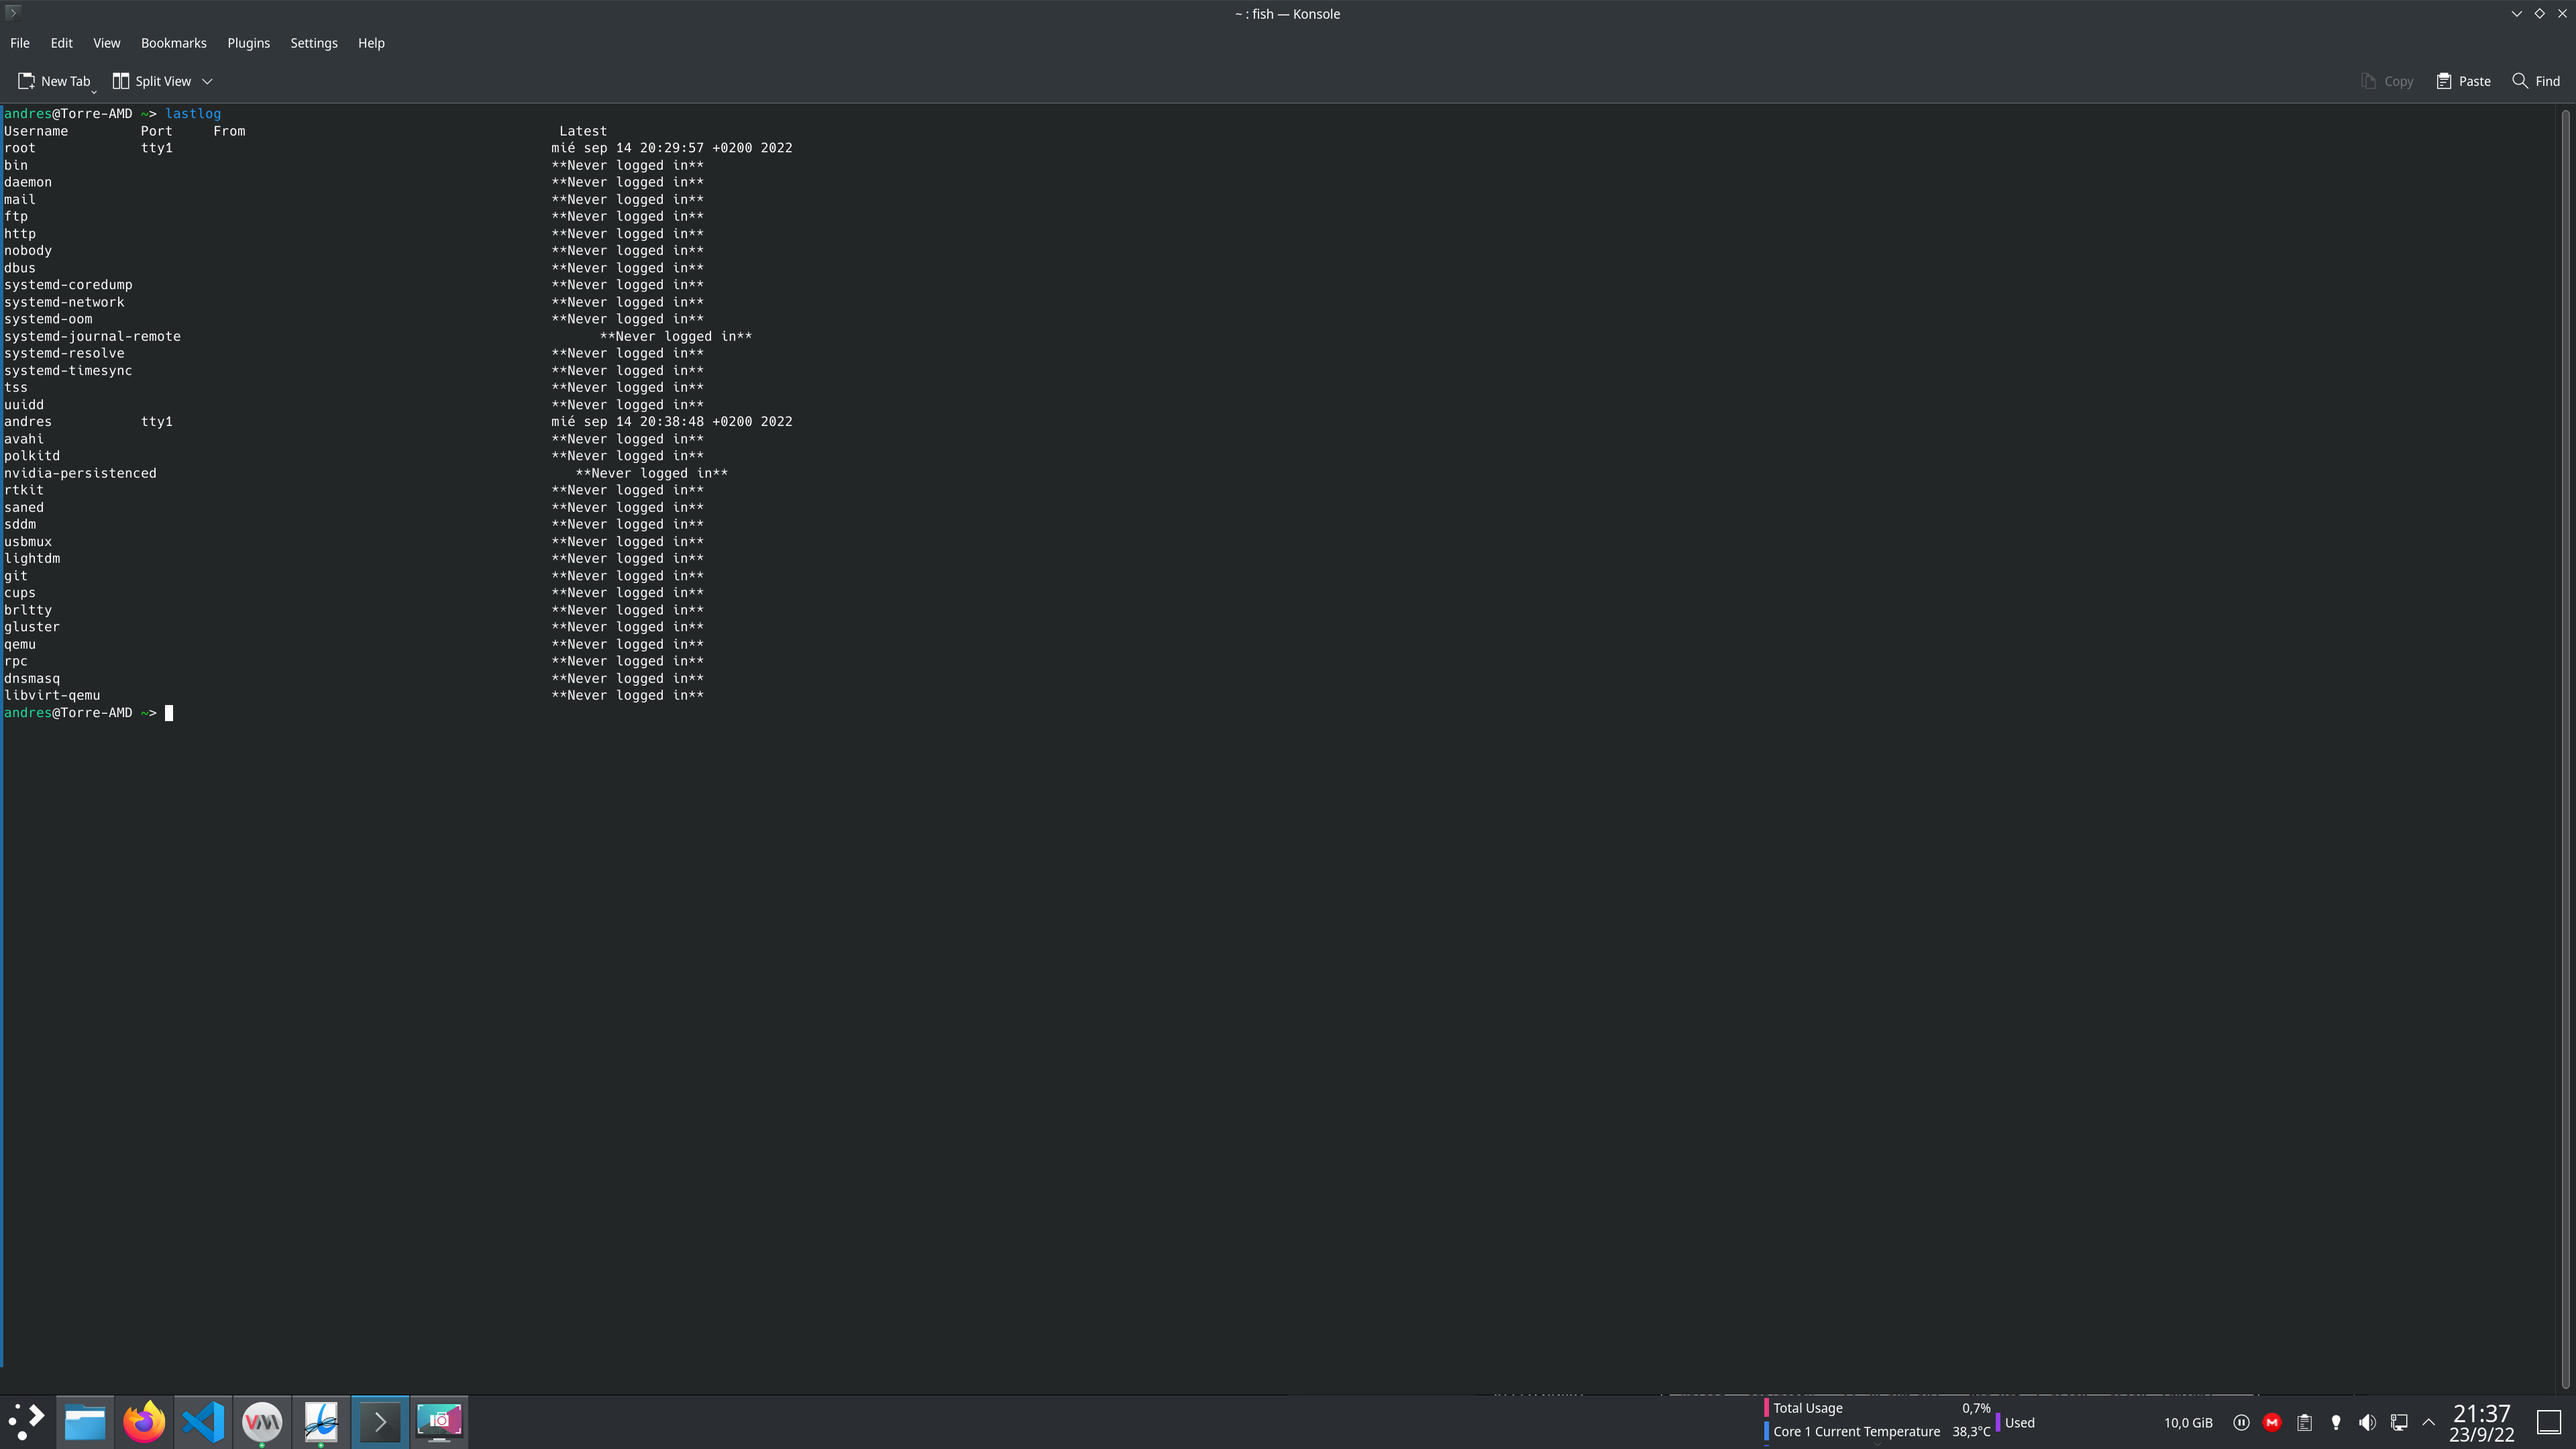 ~ : fish — Konsole
File Edit View Bookmarks Plugins Settings Help
New Tab Split View Copy Paste Find
andres@Torre-AMD ~> lastlog
Username Port From Latest
root tty1 mié sep 14 20:29:57 +0200 2022
bin **Never logged in**
daemon **Never logged in**
mail **Never logged in**
ftp **Never logged in**
http **Never logged in**
nobody **Never logged in**
dbus **Never logged in**
systemd-coredump **Never logged in**
systemd-network **Never logged in**
systemd-oom **Never logged in**
systemd-journal-remote **Never logged in**
systemd-resolve **Never logged in**
systemd-timesync **Never logged in**
tss **Never logged in**
uuidd **Never logged in**
andres tty1 mié sep 14 20:38:48 +0200 2022
avahi **Never logged in**
polkitd **Never logged in**
nvidia-persistenced **Never logged in**
rtkit **Never logged in**
saned **Never logged in**
sddm **Never logged in**
usbmux **Never logged in**
lightdm **Never logged in**
git **Never logged in**
cups **Never logged in**
brltty **Never logged in**
gluster **Never logged in**
qemu **Never logged in**
rpc **Never logged in**
dnsmasq **Never logged in**
libvirt-qemu **Never logged in**
andres@Torre-AMD ~>
Total Usage 0,7%
Core 1 Current Temperature 38,3°C
Used 10,0 GiB
21:37
23/9/22